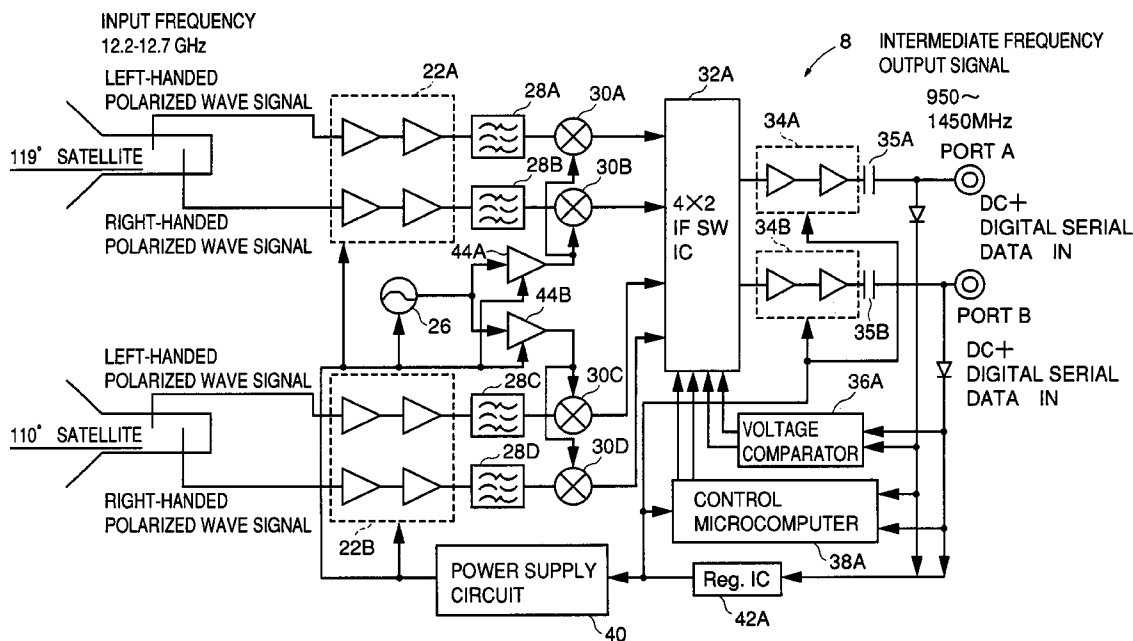 INPUT FREQUENCY
12.2-12.7 GHz
LEFT-HANDED
POLARIZED WAVE SIGNAL
119° SATELLITE
RIGHT-HANDED
POLARIZED WAVE SIGNAL
22A
28A
30A
28B
30B
32A
4×2
IF SW
IC
8
INTERMEDIATE FREQUENCY
OUTPUT SIGNAL
950~
1450MHz
34A
35A
PORT A
DC+
DIGITAL SERIAL
DATA IN
34B
35B
PORT B
DC+
DIGITAL SERIAL
DATA IN
44A
44B
26
LEFT-HANDED
POLARIZED WAVE SIGNAL
110° SATELLITE
RIGHT-HANDED
POLARIZED WAVE SIGNAL
22B
28C
30C
28D
30D
36A
VOLTAGE
COMPARATOR
CONTROL
MICROCOMPUTER
38A
POWER SUPPLY
CIRCUIT
40
Reg. IC
42A